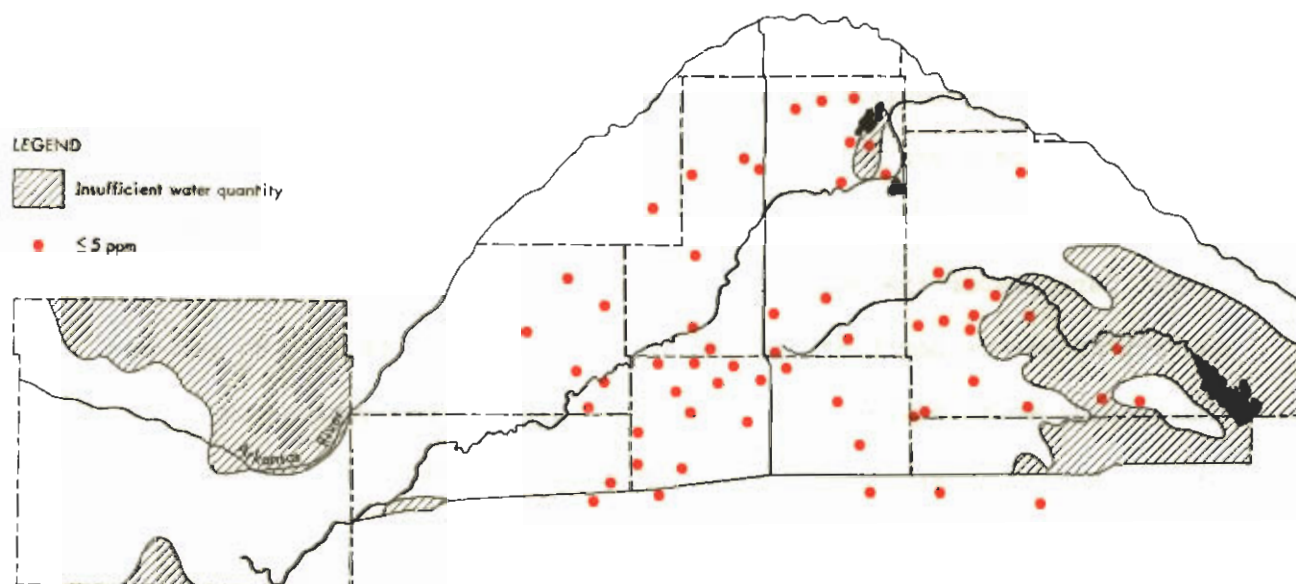 LEGEND
Insufficient water quantity
≤ 5 ppm
Arkansas River